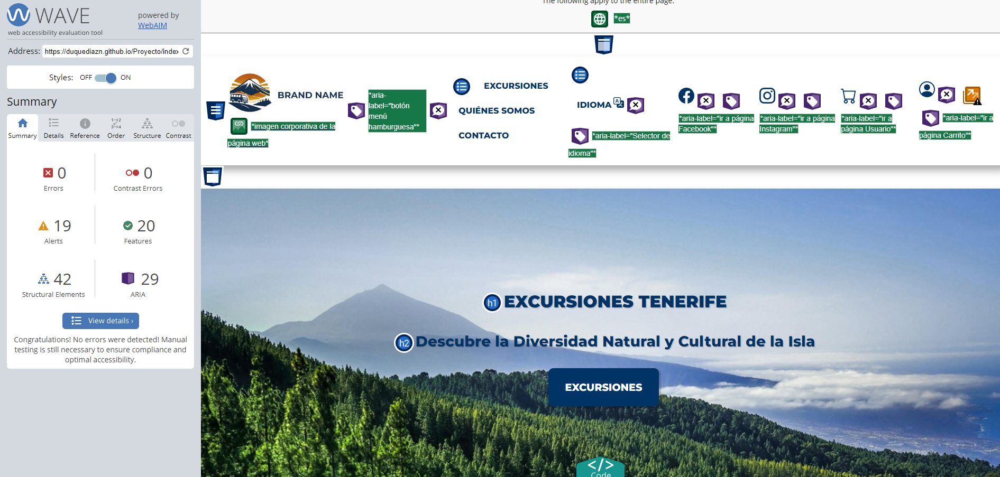 WAVE
web accessibility evaluation tool
powered by
WebAIM
Address: https://duquediazn.github.io/Proyecto/index
Styles: OFF ON
Summary
Summary Details Reference Order Structure Contrast
0
Errors
0
Contrast Errors
19
Alerts
20
Features
42
Structural Elements
29
ARIA
View details ›
Congratulations! No errors were detected! Manual
testing is still necessary to ensure compliance and
optimal accessibility.
The following apply to the entire page:
*es*
BRAND NAME
*imagen corporativa de la
página web*
*aria-
label="botón
menú
hamburguesa"*
EXCURSIONES
QUIÉNES SOMOS
CONTACTO
IDIOMA
*aria-label="Selector de
idioma"*
*aria-label="ir a página
Facebook"*
*aria-label="ir a página
Instagram"*
*aria-label="ir a
página Usuario"*
*aria-label="ir a
página Carrito"*
h1 EXCURSIONES TENERIFE
h2 Descubre la Diversidad Natural y Cultural de la Isla
EXCURSIONES
</>
Code